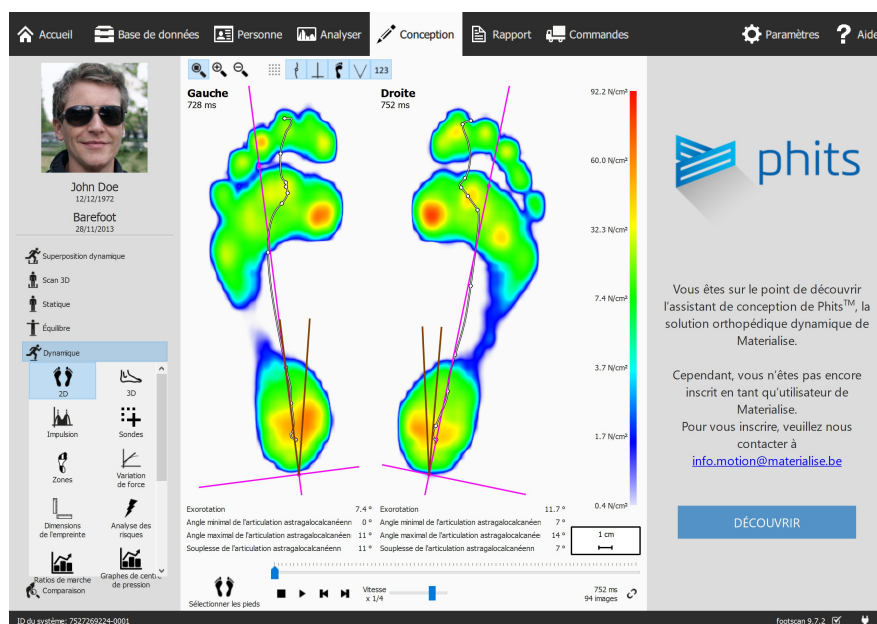 Accueil
Base de données
Personne
Analyser
Conception
Rapport
Commandes
Paramètres
Aide
John Doe
12/12/1972
Barefoot
28/11/2013
Superposition dynamique
Scan 3D
Statique
Équilibre
Dynamique
2D
3D
Impulsion
Sondes
Zones
Variation
de force
Dimensions
de l'empreinte
Analyse des
risques
Ratios de marche
Graphes de centre
de pression
Comparaison
123
Gauche
728 ms
Droite
752 ms
92.2 N/cm²
60.0 N/cm²
32.3 N/cm²
7.4 N/cm²
3.7 N/cm²
1.7 N/cm²
0.4 N/cm²
Exorotation 7.4 °
Angle minimal de l'articulation astragalocalcanéenn 0 °
Angle maximal de l'articulation astragalocalcanéen 11 °
Souplesse de l'articulation astragalocalcanéenn 11 °
Exorotation 11.7 °
Angle minimal de l'articulation astragalocalcanéenn 7 °
Angle maximal de l'articulation astragalocalcanée 14 °
Souplesse de l'articulation astragalocalcanéenn 7 °
1 cm
Sélectionner les pieds
Vitesse
x 1/4
752 ms
94 images
phits
Vous êtes sur le point de découvrir
l'assistant de conception de Phits™, la
solution orthopédique dynamique de
Materialise.
Cependant, vous n'êtes pas encore
inscrit en tant qu'utilisateur de
Materialise.
Pour vous inscrire, veuillez nous
contacter à
info.motion@materialise.be
DÉCOUVRIR
ID du système: 7527269224-0001
footscan 9.7.2